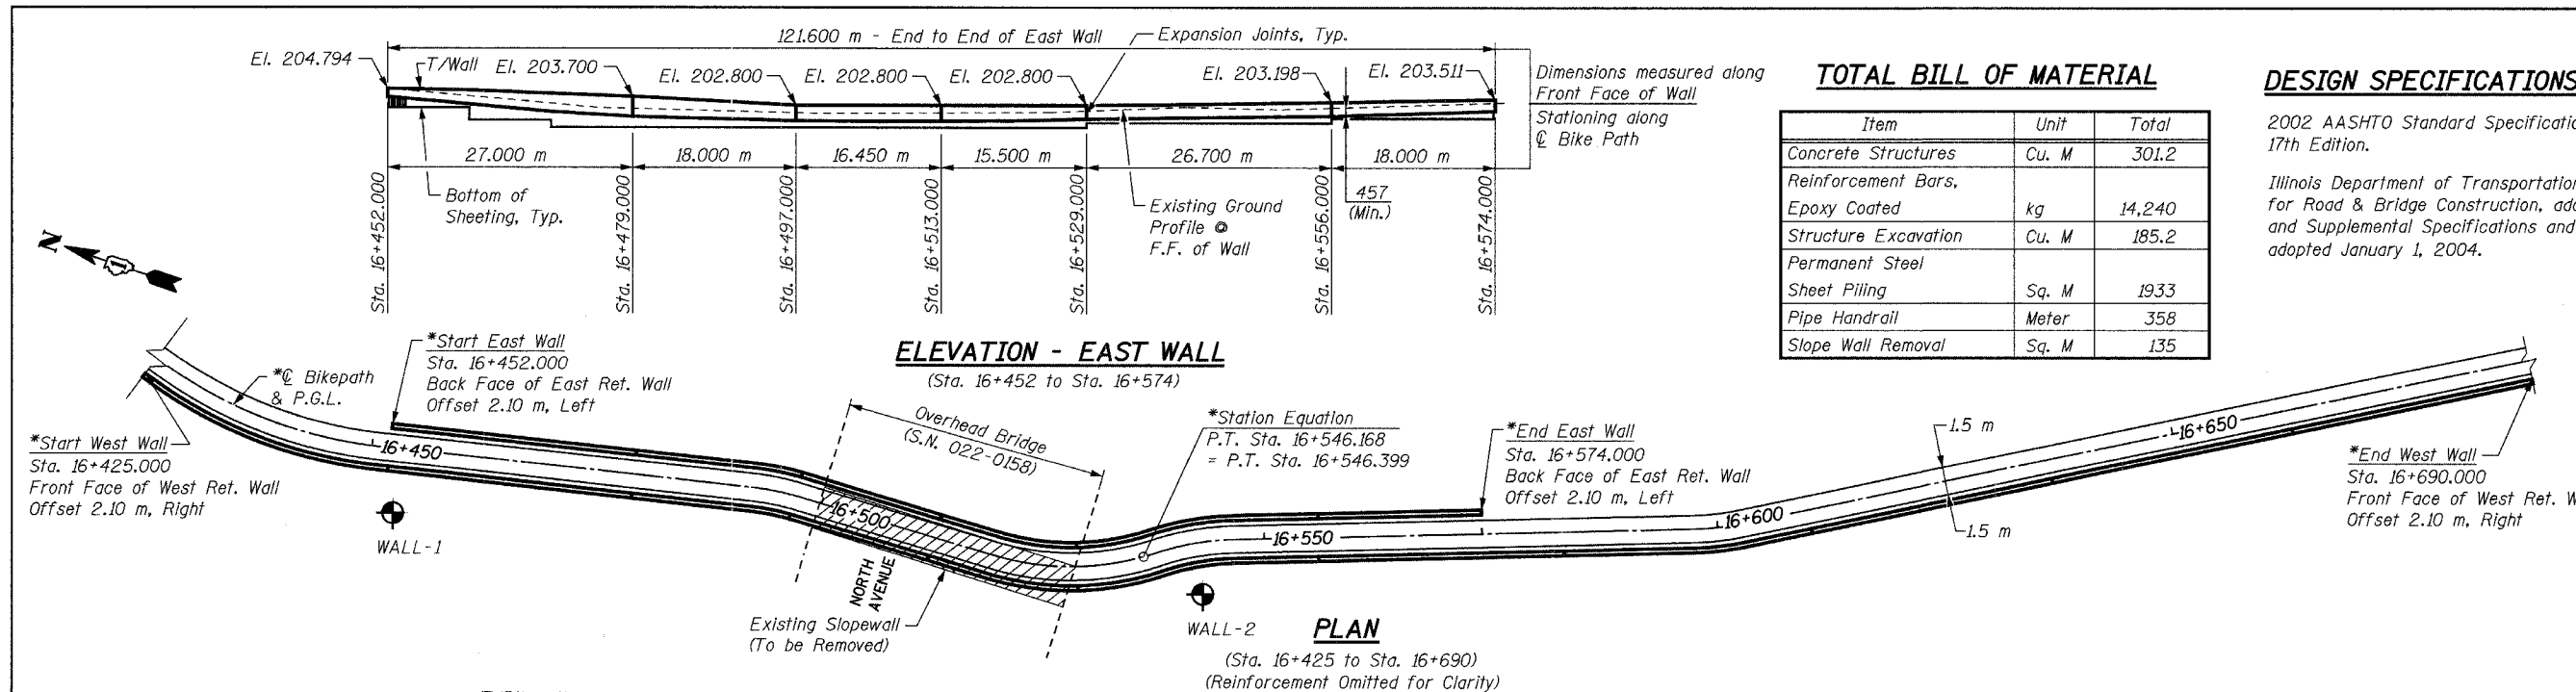 121.600 m - End to End of East Wall
Expansion Joints, Typ.
El. 204.794
T/Wall
El. 203.700
El. 202.800
El. 202.800
El. 202.800
El. 203.198
El. 203.511
Dimensions measured along
Front Face of Wall
Stationing along
℄ Bike Path
27.000 m
18.000 m
16.450 m
15.500 m
26.700 m
18.000 m
Bottom of
Sheeting, Typ.
Existing Ground
Profile @
F.F. of Wall
457
(Min.)
Sta. 16+452.000
Sta. 16+479.000
Sta. 16+497.000
Sta. 16+513.000
Sta. 16+529.000
Sta. 16+556.000
Sta. 16+574.000
ELEVATION - EAST WALL
(Sta. 16+452 to Sta. 16+574)
TOTAL BILL OF MATERIAL
Item Unit Total
Concrete Structures Cu. M 301.2
Reinforcement Bars,
Epoxy Coated kg 14,240
Structure Excavation Cu. M 185.2
Permanent Steel
Sheet Piling Sq. M 1933
Pipe Handrail Meter 358
Slope Wall Removal Sq. M 135
DESIGN SPECIFICATIONS
2002 AASHTO Standard Specificatio
17th Edition.
Illinois Department of Transportation
for Road & Bridge Construction, ado
and Supplemental Specifications and
adopted January 1, 2004.
N
*℄ Bikepath
& P.G.L.
*Start East Wall
Sta. 16+452.000
Back Face of East Ret. Wall
Offset 2.10 m, Left
*Start West Wall
Sta. 16+425.000
Front Face of West Ret. Wall
Offset 2.10 m, Right
16+450
WALL-1
Overhead Bridge
(S.N. 022-0158)
16+500
NORTH
AVENUE
Existing Slopewall
(To be Removed)
*Station Equation
P.T. Sta. 16+546.168
= P.T. Sta. 16+546.399
16+550
WALL-2
*End East Wall
Sta. 16+574.000
Back Face of East Ret. Wall
Offset 2.10 m, Left
16+600
1.5 m
1.5 m
16+650
*End West Wall
Sta. 16+690.000
Front Face of West Ret. W
Offset 2.10 m, Right
PLAN
(Sta. 16+425 to Sta. 16+690)
(Reinforcement Omitted for Clarity)